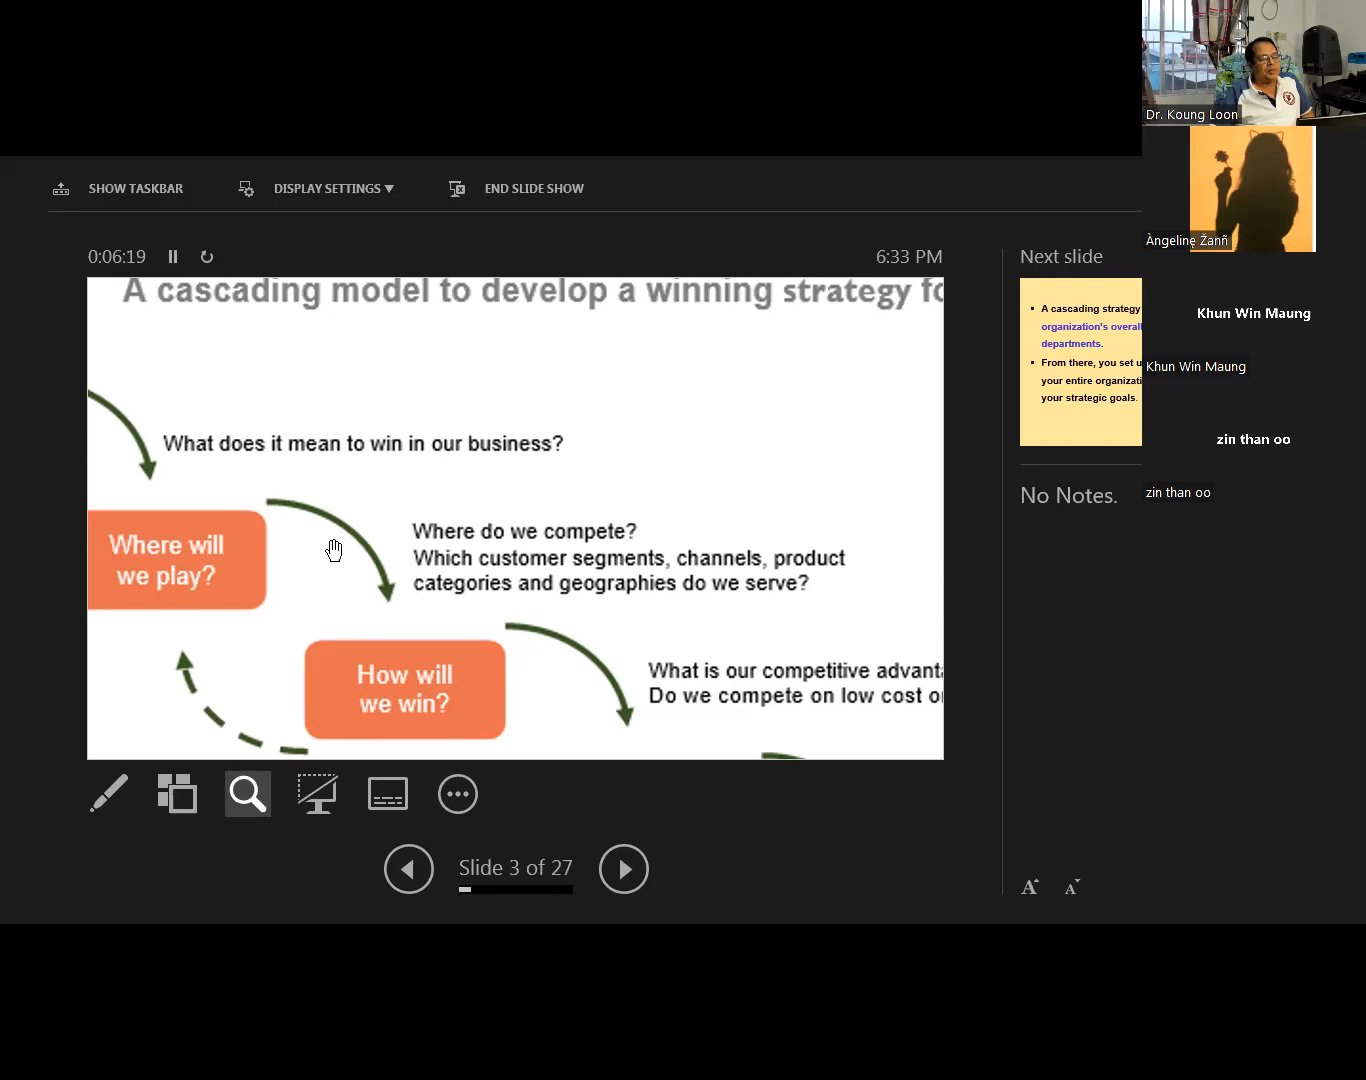 SHOW TASKBAR
DISPLAY SETTINGS ▼
END SLIDE SHOW
0:06:19
6:33 PM
A cascading model to develop a winning strategy
What does it mean to win in our business?
Where will
we play?
Where do we compete?
Which customer segments, channels, product
categories and geographies do we serve?
How will
we win?
What is our competitive
Do we compete on low cost
Slide 3 of 27
Next slide
• A cascading strategy
organization's overall
departments.
• From there, you set
your entire
your strategic goals.
No Notes.
A A
Dr. Koung Loon
Àngelinę Žanñ
Khun Win Maung
Khun Win Maung
zin than oo
zin than oo